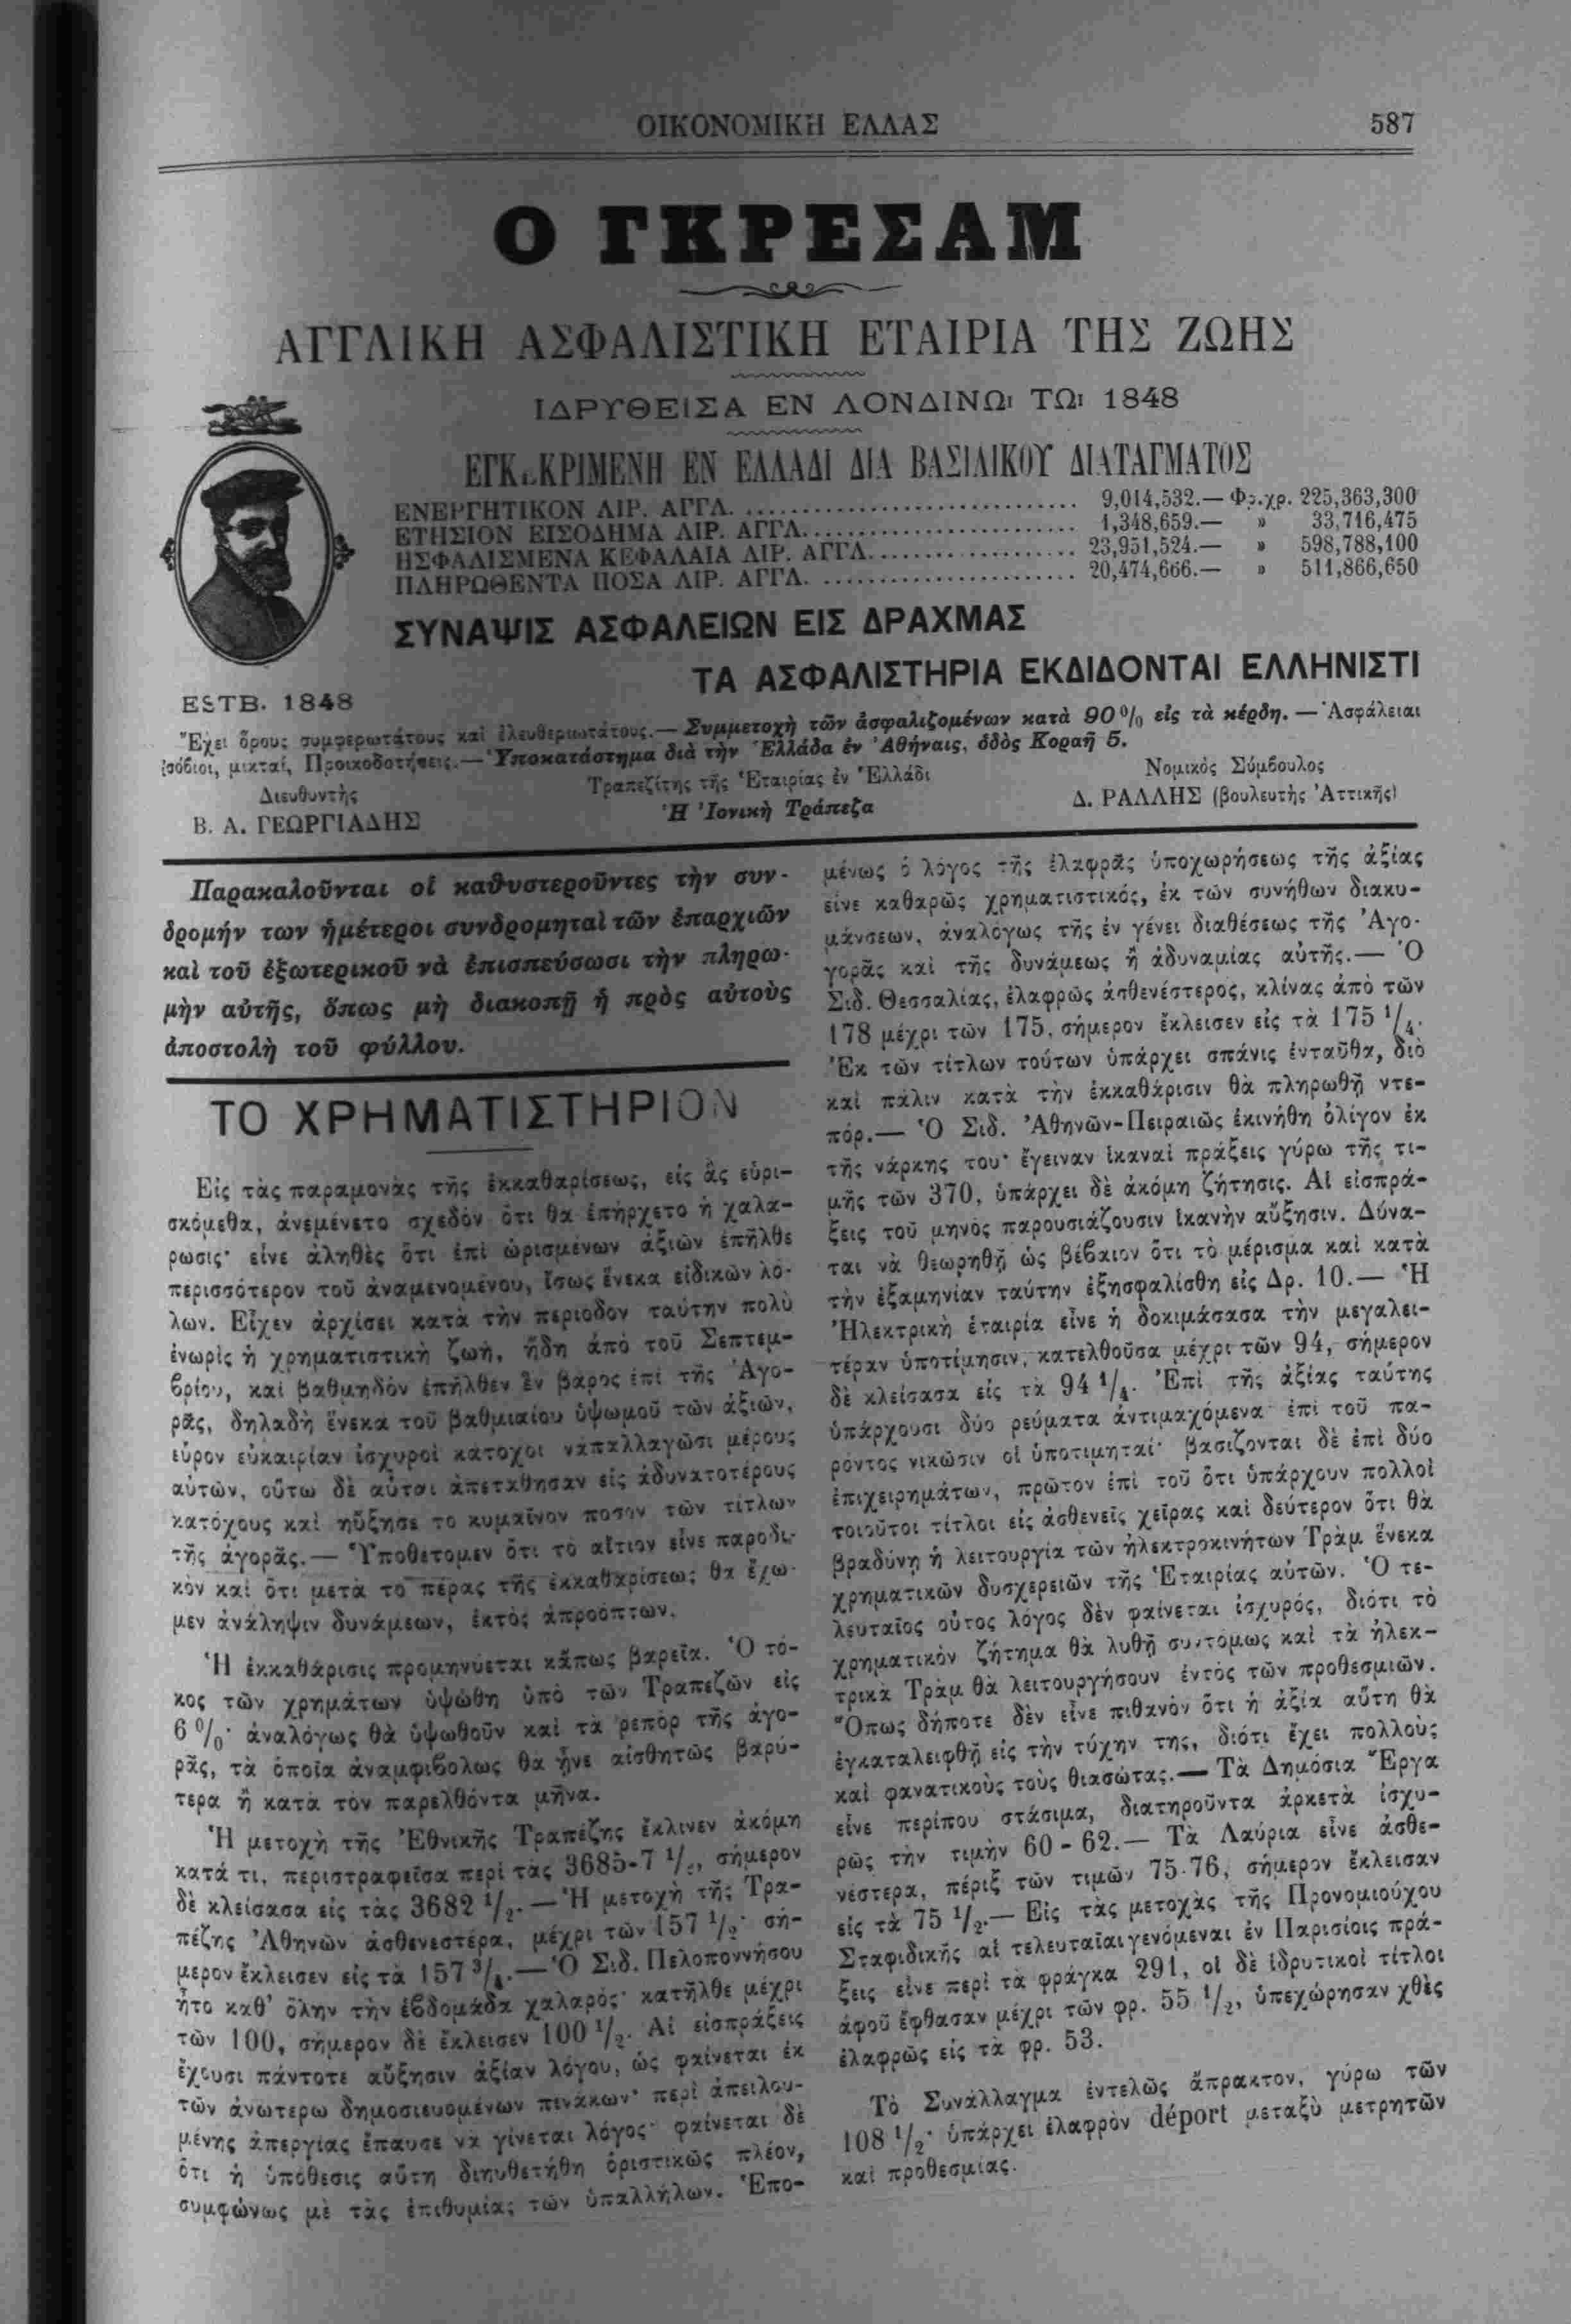 ΟΙΚΟΝΟΜΙΚΗ ΕΛΛΑΣ 587
Ο ΓΚΡΕΣΑΜ
ΑΓΓΛΙΚΗ ΑΣΦΑΛΙΣΤΙΚΗ ΕΤΑΙΡΙΑ ΤΗΣ ΖΩΗΣ
ΙΔΡΥΘΕΙΣΑ ΕΝ ΛΟΝΔΙΝΩι ΤΩι 1848
ΕΓΚεΚΡΙΜΕΝΗ ΕΝ ΕΛΛΑΔΙ ΔΙΑ ΒΑΣΙΛΙΚΟΥ ΔΙΑΤΑΓΜΑΤΟΣ
ΕΝΕΡΓΗΤΙΚΟΝ ΛΙΡ. ΑΓΓΛ. .......... 9,014,532.— Φρ.χρ. 225,363,300
ΕΤΗΣΙΟΝ ΕΙΣΟΔΗΜΑ ΛΙΡ. ΑΓΓΛ. .......... 1,348,659.— » 33,716,475
ΗΣΦΑΛΙΣΜΕΝΑ ΚΕΦΑΛΑΙΑ ΛΙΡ. ΑΓΓΛ. .......... 23,951,524.— » 598,788,100
ΠΛΗΡΩΘΕΝΤΑ ΠΟΣΑ ΛΙΡ. ΑΓΓΛ. .......... 20,474,666.— » 511,866,650
ΣΥΝΑΨΙΣ ΑΣΦΑΛΕΙΩΝ ΕΙΣ ΔΡΑΧΜΑΣ
ΤΑ ΑΣΦΑΛΙΣΤΗΡΙΑ ΕΚΔΙΔΟΝΤΑΙ ΕΛΛΗΝΙΣΤΙ
ESTB. 1848
Ἔχει ὅρους συμφερωτάτους καὶ ἐλευθεριωτάτους.— Συμμετοχὴ τῶν ἀσφαλιζομένων κατὰ 90 % εἰς τὰ κέρδη. — Ἀσφάλειαι
ἰσόβιοι, μικταί, Προικοδοτήσεις.— Ὑποκατάστημα διὰ τὴν Ἑλλάδα ἐν Ἀθήναις, ὁδὸς Κοραῆ 5.
Διευθυντὴς
Β. Α. ΓΕΩΡΓΙΑΔΗΣ
Τραπεζίτης τῆς Ἑταιρίας ἐν Ἑλλάδι
Ἡ Ἰονικὴ Τράπεζα
Νομικὸς Σύμβουλος
Δ. ΡΑΛΛΗΣ (βουλευτὴς Ἀττικῆς)
Παρακαλοῦνται οἱ καθυστεροῦντες τὴν συν-
δρομήν των ἡμέτεροι συνδρομηταὶ τῶν ἐπαρχιῶν
καὶ τοῦ ἐξωτερικοῦ νὰ ἐπισπεύσωσι τὴν πληρω-
μὴν αὐτῆς, ὅπως μὴ διακοπῇ ἡ πρὸς αὐτοὺς
ἀποστολὴ τοῦ φύλλου.
ΤΟ ΧΡΗΜΑΤΙΣΤΗΡΙΟΝ
Εἰς τὰς παραμονὰς τῆς ἐκκαθαρίσεως, εἰς ἃς εὑρι-
σκόμεθα, ἀνεμένετο σχεδὸν ὅτι θὰ ἐπήρχετο ἡ χαλά-
ρωσις· εἶνε ἀληθὲς ὅτι ἐπὶ ὡρισμένων ἀξιῶν ἐπῆλθε
περισσότερον τοῦ ἀναμενομένου, ἴσως ἕνεκα εἰδικῶν λό-
λων. Εἶχεν ἀρχίσει κατὰ τὴν περίοδον ταύτην πολὺ
ἐνωρὶς ἡ χρηματιστικὴ ζωή, ἤδη ἀπὸ τοῦ Σεπτεμ-
βρίου, καὶ βαθμηδὸν ἐπῆλθεν ἓν βάρος ἐπὶ τῆς Ἀγο-
ρᾶς, δηλαδὴ ἕνεκα τοῦ βαθμιαίου ὑψωμοῦ τῶν ἀξιῶν,
εὗρον εὐκαιρίαν ἰσχυροὶ κάτοχοι νἀπαλλαγῶσι μέρους
αὐτῶν, οὕτω δὲ αὗται ἀπετάθησαν εἰς ἀδυνατοτέρους
κατόχους καὶ ηὔξησε τὸ κυμαῖνον ποσὸν τῶν τίτλων
τῆς ἀγορᾶς.— Ὑποθέτομεν ὅτι τὸ αἴτιον εἶνε παροδι-
κὸν καὶ ὅτι μετὰ τὸ πέρας τῆς ἐκκαθαρίσεως θὰ ἔχω-
μεν ἀνάληψιν δυνάμεων, ἐκτὸς ἀπροόπτων.
Ἡ ἐκκαθάρισις προμηνύεται κἄπως βαρεῖα. Ὁ τό-
κος τῶν χρημάτων ὑψώθη ὑπὸ τῶν Τραπεζῶν εἰς
6 %· ἀναλόγως θὰ ὑψωθοῦν καὶ τὰ ῥεπὸρ τῆς ἀγο-
ρᾶς, τὰ ὁποῖα ἀναμφιβόλως θὰ ᾖνε αἰσθητῶς βαρύ-
τερα ἢ κατὰ τὸν παρελθόντα μῆνα.
Ἡ μετοχὴ τῆς Ἐθνικῆς Τραπέζης ἔκλινεν ἀκόμη
κατά τι, περιστραφεῖσα περὶ τὰς 3685-7 1/2, σήμερον
δὲ κλείσασα εἰς τὰς 3682 1/2.— Ἡ μετοχὴ τῆς Τρα-
πέζης Ἀθηνῶν ἀσθενεστέρα, μέχρι τῶν 157 1/2· σή-
μερον ἔκλεισεν εἰς τὰ 157 3/4.— Ὁ Σιδ. Πελοποννήσου
ἦτο καθ’ ὅλην τὴν ἑβδομάδα χαλαρός· κατῆλθε μέχρι
τῶν 100, σήμερον δὲ ἔκλεισεν 100 1/2. Αἱ εἰσπράξεις
ἔχουσι πάντοτε αὔξησιν ἀξίαν λόγου, ὡς φαίνεται ἐκ
τῶν ἀνωτέρω δημοσιευομένων πινάκων· περὶ ἀπειλου-
μένης ἀπεργίας ἔπαυσε νὰ γίνεται λόγος· φαίνεται δὲ
ὅτι ἡ ὑπόθεσις αὕτη διηυθετήθη ὁριστικῶς πλέον,
συμφώνως μὲ τὰς ἐπιθυμίας τῶν ὑπαλλήλων. Ἑπο-
μένως ὁ λόγος τῆς ἐλαφρᾶς ὑποχωρήσεως τῆς ἀξίας
εἶνε καθαρῶς χρηματιστικός, ἐκ τῶν συνήθων διακυ-
μάνσεων, ἀναλόγως τῆς ἐν γένει διαθέσεως τῆς Ἀγο-
ρορᾶς καὶ τῆς δυνάμεως ἢ ἀδυναμίας αὐτῆς.— Ὁ
Σιδ. Θεσσαλίας, ἐλαφρῶς ἀσθενέστερος, κλίνας ἀπὸ τῶν
178 μέχρι τῶν 175, σήμερον ἔκλεισεν εἰς τὰ 175 1/4.
Ἐκ τῶν τίτλων τούτων ὑπάρχει σπάνις ἐνταῦθα, διὸ
καὶ πάλιν κατὰ τὴν ἐκκαθάρισιν θὰ πληρωθῇ ντε-
πόρ.— Ὁ Σιδ. Ἀθηνῶν-Πειραιῶς ἐκινήθη ὀλίγον ἐκ
τῆς νάρκης του· ἔγειναν ἱκαναὶ πράξεις γύρω τῆς τι-
μῆς τῶν 370, ὑπάρχει δὲ ἀκόμη ζήτησις. Αἱ εἰσπρά-
ξεις τοῦ μηνὸς παρουσιάζουσιν ἱκανὴν αὔξησιν. Δύνα-
ται νὰ θεωρηθῇ ὡς βέβαιον ὅτι τὸ μέρισμα καὶ κατὰ
τὴν ἑξαμηνίαν ταύτην ἐξησφαλίσθη εἰς Δρ. 10.— Ἡ
Ἠλεκτρικὴ ἑταιρία εἶνε ἡ δοκιμάσασα τὴν μεγαλει-
τέραν ὑποτίμησιν, κατελθοῦσα μέχρι τῶν 94, σήμερον
δὲ κλείσασα εἰς τὰ 94 1/4. Ἐπὶ τῆς ἀξίας ταύτης
ὑπάρχουσι δύο ρεύματα ἀντιμαχόμενα· ἐπὶ τοῦ πα-
ρόντος νικῶσιν οἱ ὑποτιμηταί· βασίζονται δὲ ἐπὶ δύο
ἐπιχειρημάτων, πρῶτον ἐπὶ τοῦ ὅτι ὑπάρχουν πολλοὶ
τοιοῦτοι τίτλοι εἰς ἀσθενεῖς χεῖρας καὶ δεύτερον ὅτι θὰ
βραδύνῃ ἡ λειτουργία τῶν ἠλεκτροκινήτων Τρὰμ ἕνεκα
χρηματικῶν δυσχερειῶν τῆς Ἑταιρίας αὐτῶν. Ὁ τε-
λευταῖος οὗτος λόγος δὲν φαίνεται ἰσχυρός, διότι τὸ
χρηματικὸν ζήτημα θὰ λυθῇ συντόμως καὶ τὰ ἠλεκ-
τρικὰ Τρὰμ θὰ λειτουργήσουν ἐντὸς τῶν προθεσμιῶν.
Ὅπως δήποτε δὲν εἶνε πιθανὸν ὅτι ἡ ἀξία αὕτη θὰ
ἐγκαταλειφθῇ εἰς τὴν τύχην της, διότι ἔχει πολλοὺς
καὶ φανατικοὺς τοὺς θιασώτας.— Τὰ Δημόσια Ἔργα
εἶνε περίπου στάσιμα, διατηροῦντα ἀρκετὰ ἰσχυ-
ρῶς τὴν τιμὴν 60 - 62.— Τὰ Λαύρια εἶνε ἀσθε-
νέστερα, πέριξ τῶν τιμῶν 75-76, σήμερον ἔκλεισαν
εἰς τὰ 75 1/2.— Εἰς τὰς μετοχὰς τῆς Προνομιούχου
Σταφιδικῆς αἱ τελευταῖαι γενόμεναι ἐν Παρισίοις πρά-
ξεις εἶνε περὶ τὰ φράγκα 291, οἱ δὲ ἱδρυτικοὶ τίτλοι
ἀφοῦ ἔφθασαν μέχρι τῶν φρ. 55 1/2, ὑπεχώρησαν χθὲς
ἐλαφρῶς εἰς τὰ φρ. 53.
Τὸ Συνάλλαγμα ἐντελῶς ἄπρακτον, γύρω τῶν
108 1/2· ὑπάρχει ἐλαφρὸν déport μεταξὺ μετρητῶν
καὶ προθεσμίας.